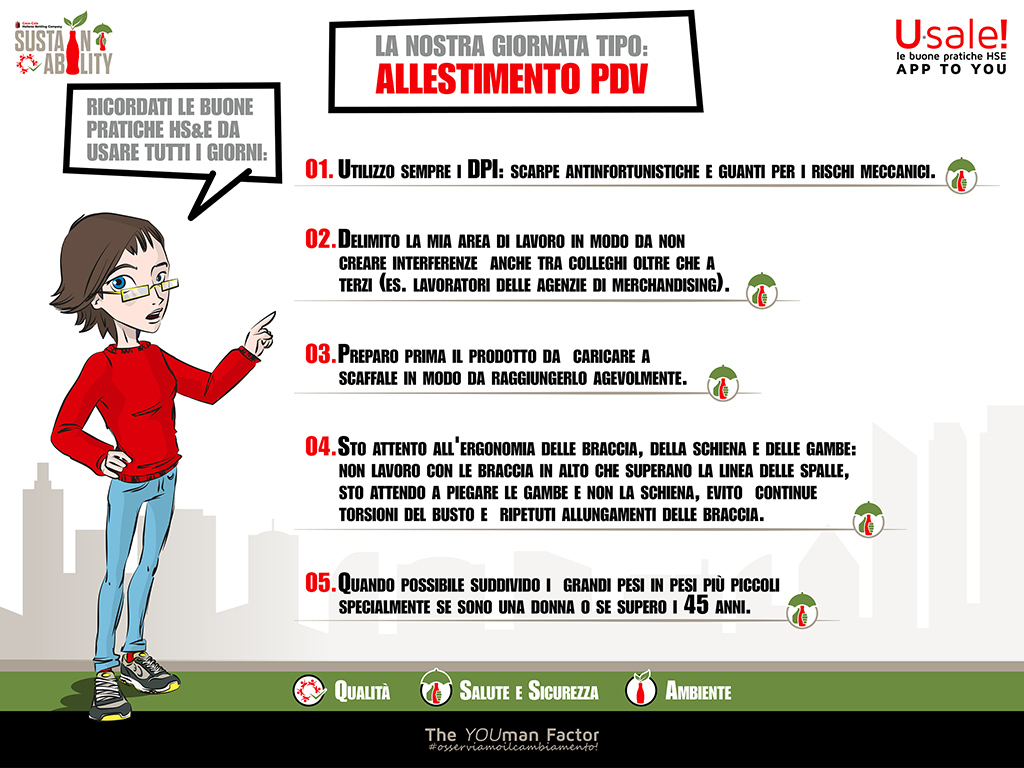 Coca-Cola
Hellenic Bottling Company
SUSTAIN
ABILITY
LA NOSTRA GIORNATA TIPO:
ALLESTIMENTO PDV
U·sale!
le buone pratiche HSE
APP TO YOU
RICORDATI LE BUONE
PRATICHE HS&E DA
USARE TUTTI I GIORNI:
01. UTILIZZO SEMPRE I DPI: SCARPE ANTINFORTUNISTICHE E GUANTI PER I RISCHI MECCANICI.
02. DELIMITO LA MIA AREA DI LAVORO IN MODO DA NON
CREARE INTERFERENZE ANCHE TRA COLLEGHI OLTRE CHE A
TERZI (ES. LAVORATORI DELLE AGENZIE DI MERCHANDISING).
03. PREPARO PRIMA IL PRODOTTO DA CARICARE A
SCAFFALE IN MODO DA RAGGIUNGERLO AGEVOLMENTE.
04. STO ATTENTO ALL'ERGONOMIA DELLE BRACCIA, DELLA SCHIENA E DELLE GAMBE:
NON LAVORO CON LE BRACCIA IN ALTO CHE SUPERANO LA LINEA DELLE SPALLE,
STO ATTENDO A PIEGARE LE GAMBE E NON LA SCHIENA, EVITO CONTINUE
TORSIONI DEL BUSTO E RIPETUTI ALLUNGAMENTI DELLE BRACCIA.
05. QUANDO POSSIBILE SUDDIVIDO I GRANDI PESI IN PESI PIÙ PICCOLI
SPECIALMENTE SE SONO UNA DONNA O SE SUPERO I 45 ANNI.
QUALITÀ
SALUTE E SICUREZZA
AMBIENTE
The YOUman Factor
#osserviamoilcambiamento!